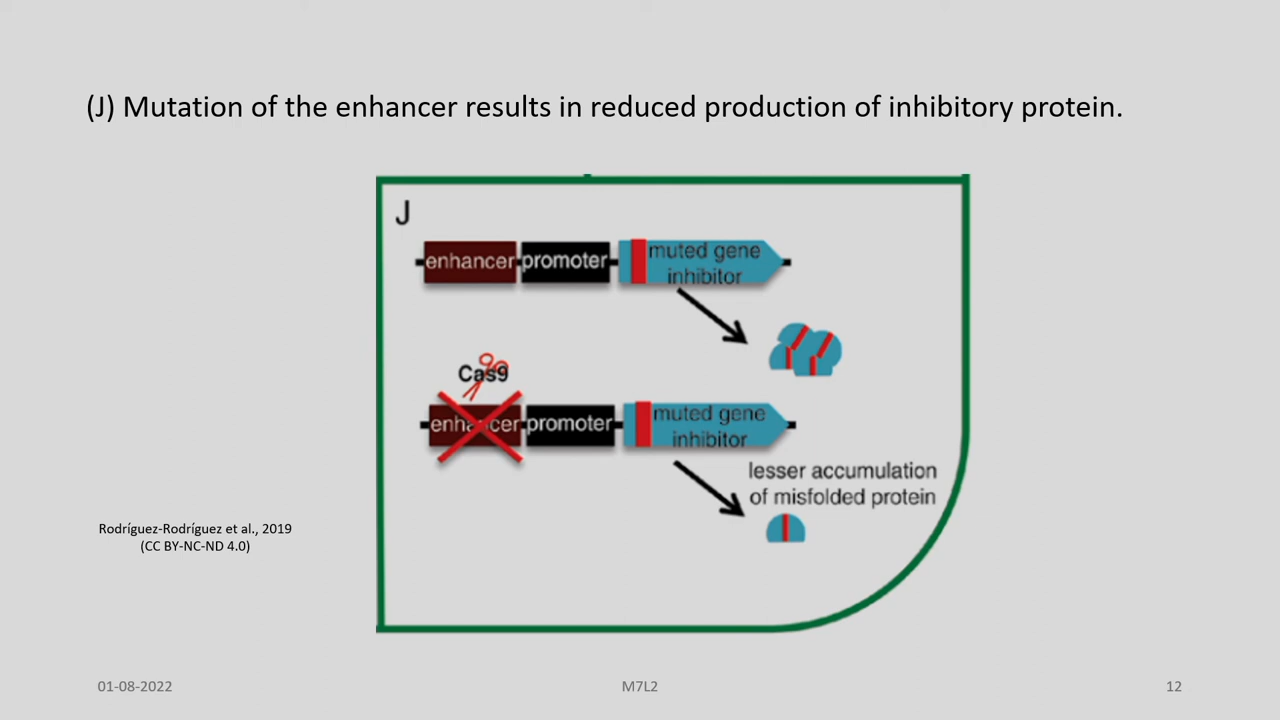 (J) Mutation of the enhancer results in reduced production of inhibitory protein.
J
enhancer promoter muted gene
inhibitor
Cas9
enhancer promoter muted gene
inhibitor
lesser accumulation
of misfolded protein
Rodríguez-Rodríguez et al., 2019
(CC BY-NC-ND 4.0)
01-08-2022 M7L2 12